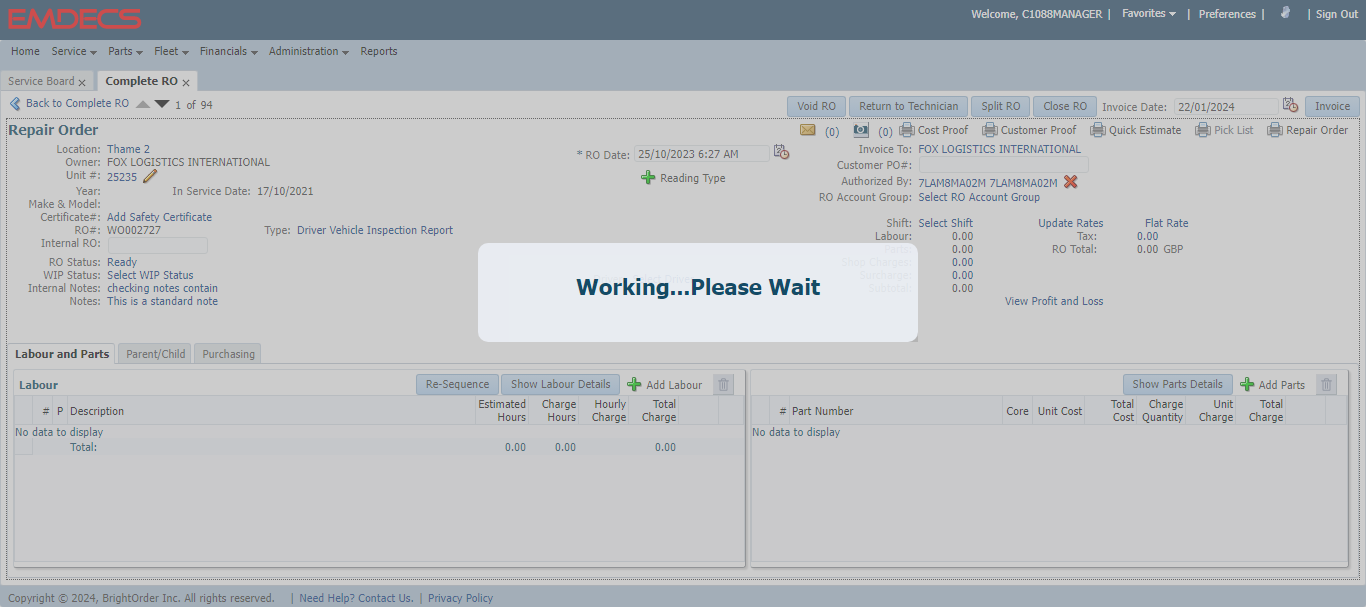 EMDECS
Welcome, C1088MANAGER | Favorites | Preferences | | Sign Out
Home Service Parts Fleet Financials Administration Reports
Service Board x Complete RO x
Back to Complete RO 1 of 94
Void RO Return to Technician Split RO Close RO Invoice Date: 22/01/2024 Invoice
Repair Order
(0) (0) Cost Proof Customer Proof Quick Estimate Pick List Repair Order
Location: Thame 2
Owner: FOX LOGISTICS INTERNATIONAL
Unit #: 25235
Year: In Service Date: 17/10/2021
Make & Model:
Certificate#: Add Safety Certificate
RO#: WO002727 Type: Driver Vehicle Inspection Report
Internal RO:
RO Status: Ready
WIP Status: Select WIP Status
Internal Notes: checking notes contain
Notes: This is a standard note
* RO Date: 25/10/2023 6:27 AM
Reading Type
Invoice To: FOX LOGISTICS INTERNATIONAL
Customer PO#:
Authorized By: 7LAM8MA02M 7LAM8MA02M
RO Account Group: Select RO Account Group
Shift: Select Shift Update Rates Flat Rate
Labour: 0.00 Tax: 0.00
Parts: 0.00 RO Total: 0.00 GBP
Shop Charges: 0.00
Surcharge: 0.00
Subtotal: 0.00
View Profit and Loss
Working...Please Wait
Labour and Parts Parent/Child Purchasing
Labour Re-Sequence Show Labour Details Add Labour
# P Description Estimated Hours Charge Hours Hourly Charge Total Charge
No data to display
Total: 0.00 0.00 0.00
Show Parts Details Add Parts
# Part Number Core Unit Cost Total Cost Charge Quantity Unit Charge Total Charge
No data to display
Copyright © 2024, BrightOrder Inc. All rights reserved. | Need Help? Contact Us. | Privacy Policy